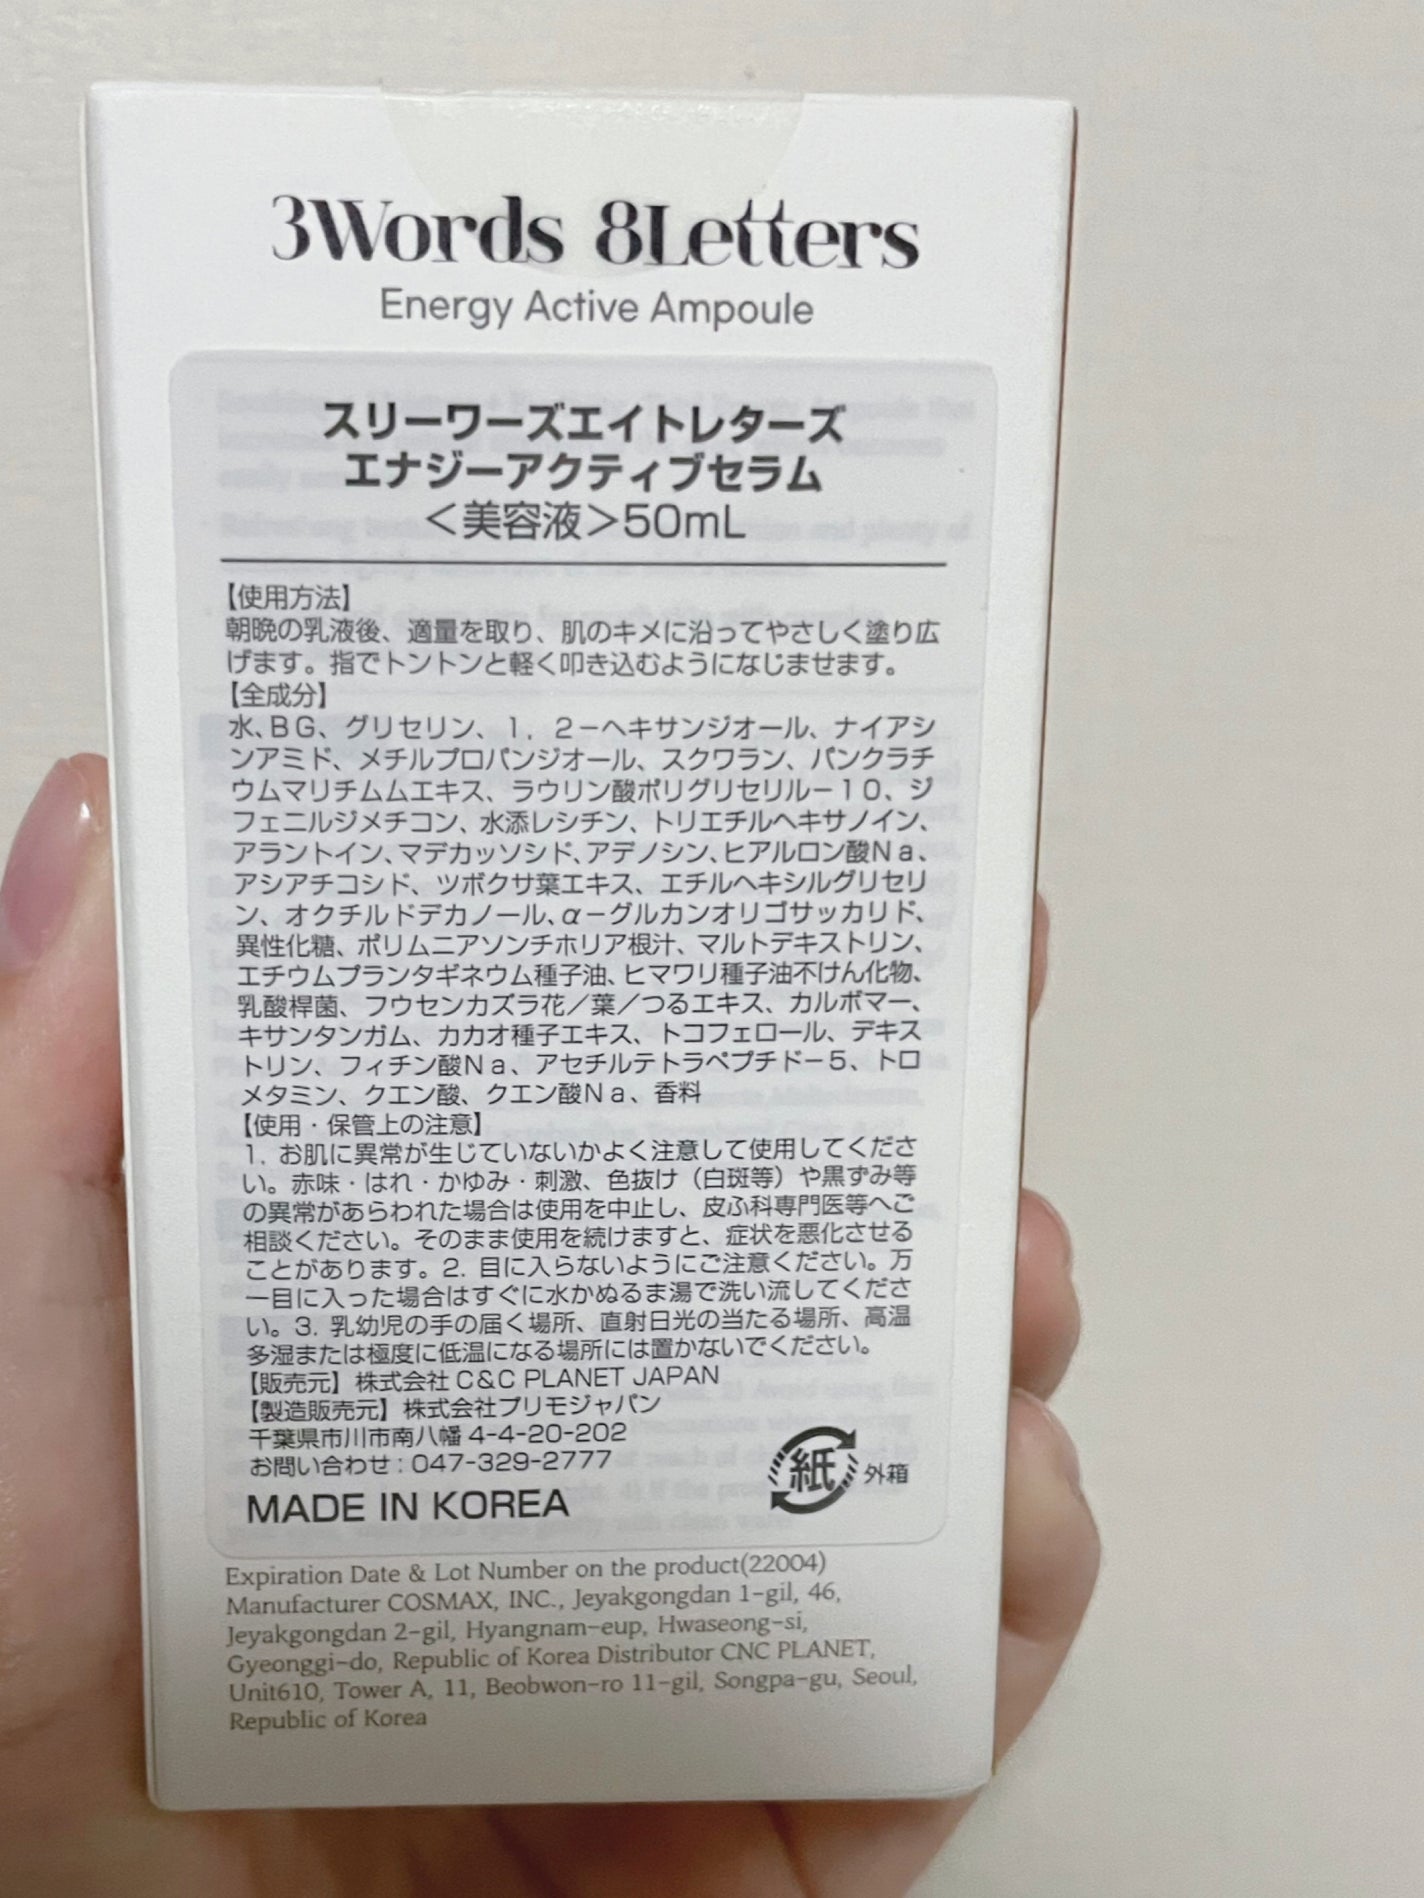 3Words 8Letters
Energy Active Ampoule
スリーワーズエイトレターズ
エナジーアクティブセラム
＜美容液＞50mL
【使用方法】
朝晩の乳液後、適量を取り、肌のキメに沿ってやさしく塗り広
げます。指でトントンと軽く叩き込むようになじませます。
【全成分】
水、BG、グリセリン、1，2－ヘキサンジオール、ナイアシ
ンアミド、メチルプロパンジオール、スクワラン、パンクラチ
ウムマリチムムエキス、ラウリン酸ポリグリセリル－10、ジ
フェニルジメチコン、水添レシチン、トリエチルヘキサノイン、
アラントイン、マデカッソシド、アデノシン、ヒアルロン酸Na、
アシアチコシド、ツボクサ葉エキス、エチルヘキシルグリセリ
ン、オクチルドデカノール、α－グルカンオリゴサッカリド、
異性化糖、ポリムニアソンチホリア根汁、マルトデキストリン、
エチウムプランタギネウム種子油、ヒマワリ種子油不けん化物、
乳酸桿菌、フウセンカズラ花／葉／つるエキス、カルボマー、
キサンタンガム、カカオ種子エキス、トコフェロール、デキス
トリン、フィチン酸Na、アセチルテトラペプチド－5、トロ
メタミン、クエン酸、クエン酸Na、香料
【使用・保管上の注意】
1. お肌に異常が生じていないかよく注意して使用してくださ
い。赤味・はれ・かゆみ・刺激、色抜け（白斑等）や黒ずみ等
の異常があらわれた場合は使用を中止し、皮ふ科専門医等へご
相談ください。そのまま使用を続けますと、症状を悪化させる
ことがあります。2. 目に入らないようにご注意ください。万
一目に入った場合はすぐに水かぬるま湯で洗い流してくださ
い。3. 乳幼児の手の届く場所、直射日光の当たる場所、高温
多湿または極度に低温になる場所には置かないでください。
【販売元】株式会社 C&C PLANET JAPAN
【製造販売元】株式会社プリモジャパン
千葉県市川市南八幡 4-4-20-202
お問い合わせ：047-329-2777
MADE IN KOREA
紙 外箱
Expiration Date & Lot Number on the product(22004)
Manufacturer COSMAX, INC., Jeyakgongdan 1-gil, 46,
Jeyakgongdan 2-gil, Hyangnam-eup, Hwaseong-si,
Gyeonggi-do, Republic of Korea Distributor CNC PLANET,
Unit610, Tower A, 11, Beobwon-ro 11-gil, Songpa-gu, Seoul,
Republic of Korea